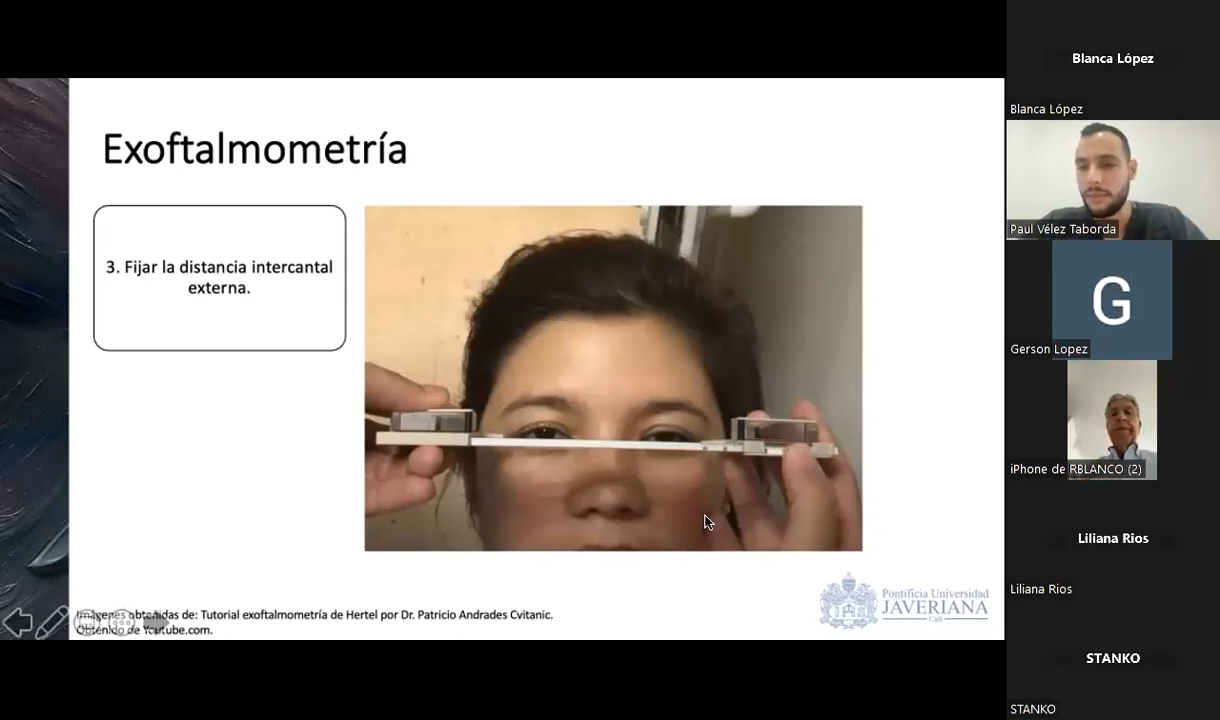 Exoftalmometría
3. Fijar la distancia intercantal
externa.
Imágenes obtenidas de: Tutorial exoftalmometría de Hertel por Dr. Patricio Andrades Cvitanic.
Obtenido de Youtube.com.
Pontificia Universidad
JAVERIANA
Cali
Blanca López
Blanca López
Paul Vélez Taborda
G
Gerson Lopez
iPhone de RBLANCO (2)
Liliana Rios
Liliana Rios
STANKO
STANKO